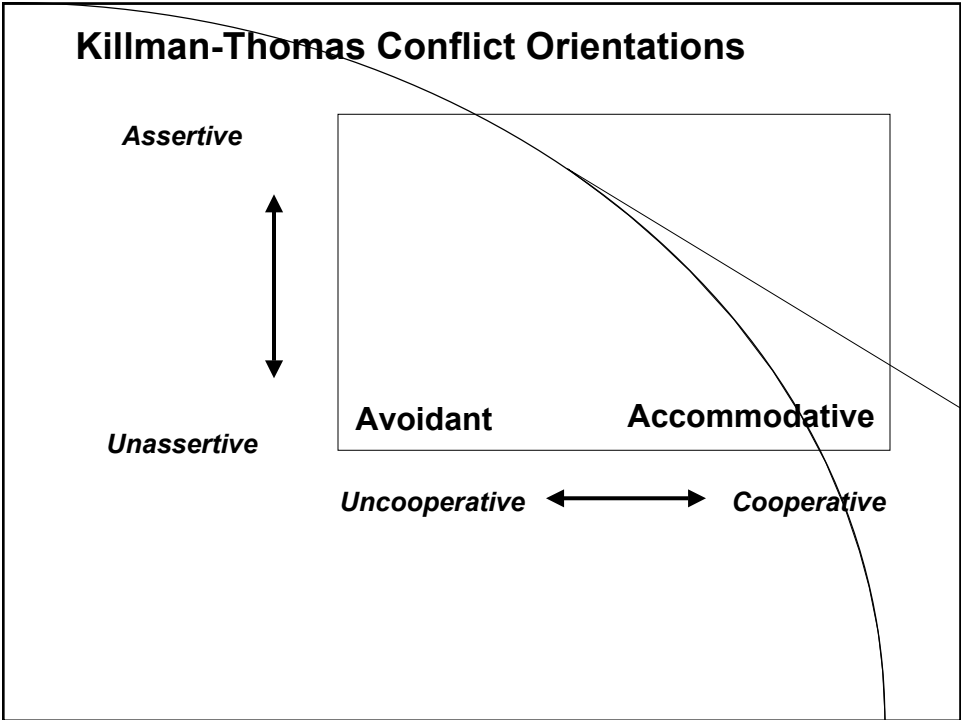 Killman-Thomas Conflict Orientations
Assertive
Avoidant Accommodative
Unassertive
Uncooperative Cooperative